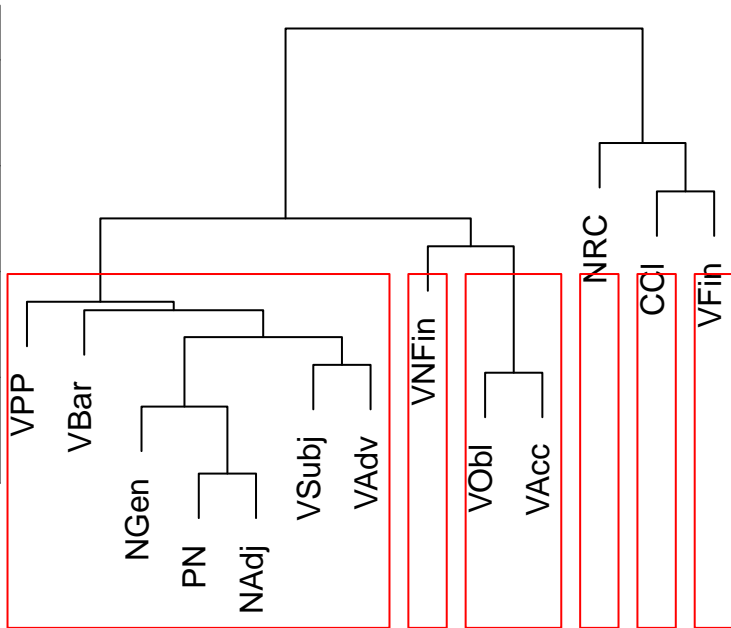 VPP
VBar
NGen
PN
NAdj
VSubj
VAdv
VNFin
VObl
VAcc
NRC
CCl
VFin